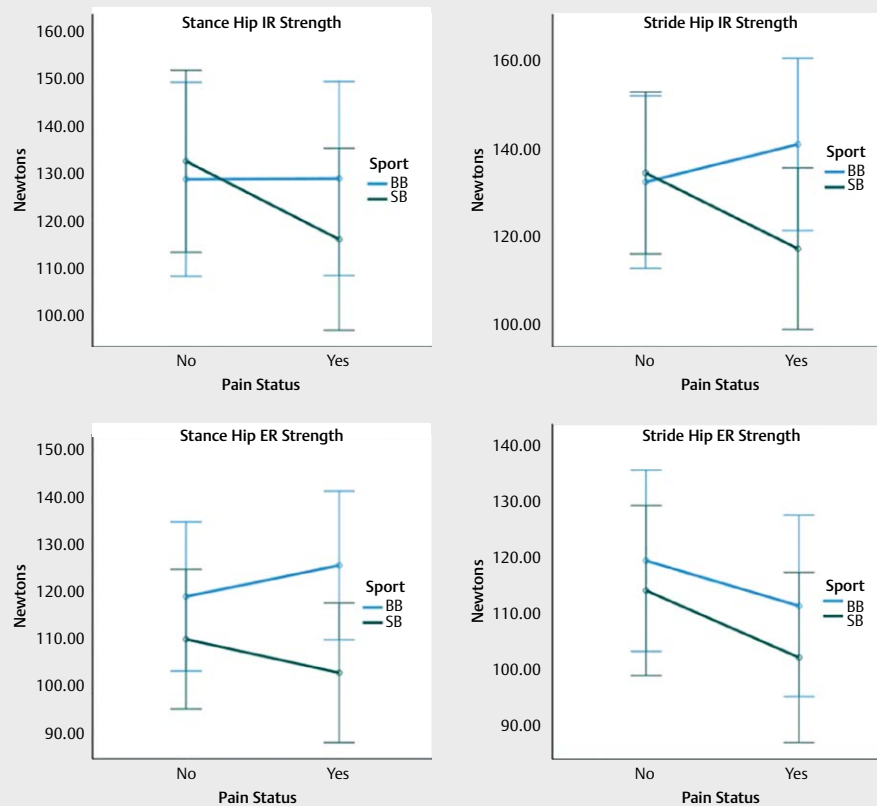 Stance Hip IR Strength
160.00
150.00
140.00
130.00
120.00
110.00
100.00
Newtons
Sport
BB
SB
No Yes
Pain Status
Stride Hip IR Strength
160.00
140.00
120.00
100.00
Newtons
Sport
BB
SB
No Yes
Pain Status
Stance Hip ER Strength
150.00
140.00
130.00
120.00
110.00
100.00
90.00
Newtons
Sport
BB
SB
No Yes
Pain Status
Stride Hip ER Strength
140.00
130.00
120.00
110.00
100.00
90.00
Newtons
Sport
BB
SB
No Yes
Pain Status